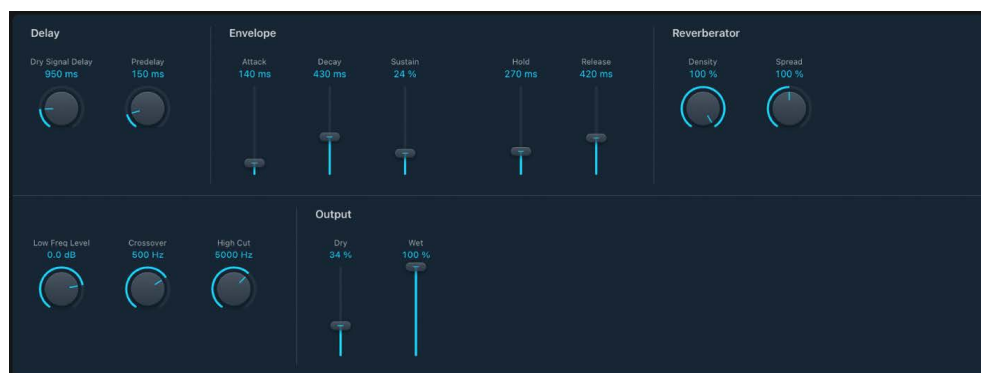 Delay
Envelope
Reverberator
Dry Signal Delay
950 ms
Predelay
150 ms
Attack
140 ms
Decay
430 ms
Sustain
24 %
Hold
270 ms
Release
420 ms
Density
100 %
Spread
100 %
Output
Low Freq Level
0.0 dB
Crossover
500 Hz
High Cut
5000 Hz
Dry
34 %
Wet
100 %